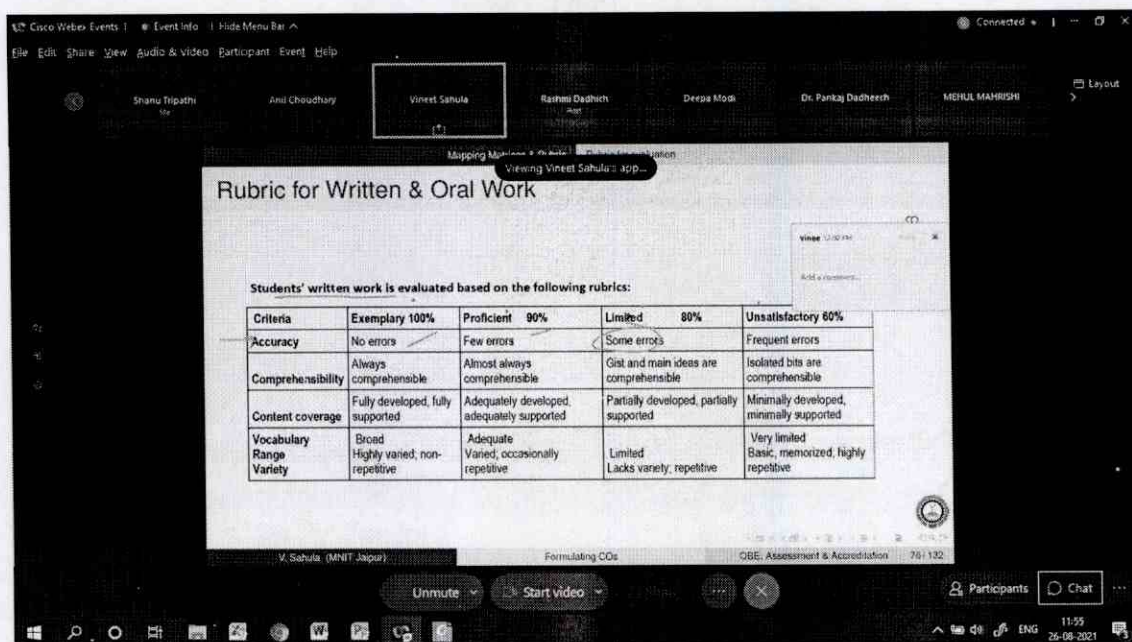 Cisco Webex Events Event Info Hide Menu Bar Connected
File Edit Share View Audio & Video Participant Event Help
Layout
Shanu Tripathi Anil Choudhary Vineet Sahula Rashmi Dadhich Deepa Modi Dr. Pankaj Dadheech MEHUL MAHRISHI
Me Host
Viewing Vineet Sahula's app...
Rubric for Written & Oral Work
Students' written work is evaluated based on the following rubrics:
Criteria Exemplary 100% Proficient 90% Limited 80% Unsatisfactory 60%
Accuracy No errors Few errors Some errors Frequent errors
Comprehensibility Always comprehensible Almost always comprehensible Gist and main ideas are comprehensible Isolated bits are comprehensible
Content coverage Fully developed, fully supported Adequately developed, adequately supported Partially developed, partially supported Minimally developed, minimally supported
Vocabulary Broad Adequate Very limited
Range Highly varied; non- Varied; occasionally Limited Basic, memorized; highly
Variety repetitive repetitive Lacks variety; repetitive repetitive
V. Sahula (MNIT Jaipur) Formulating COs OBE, Assessment & Accreditation 76 / 132
Unmute Start video Participants Chat
ENG 11:55
26-08-2021